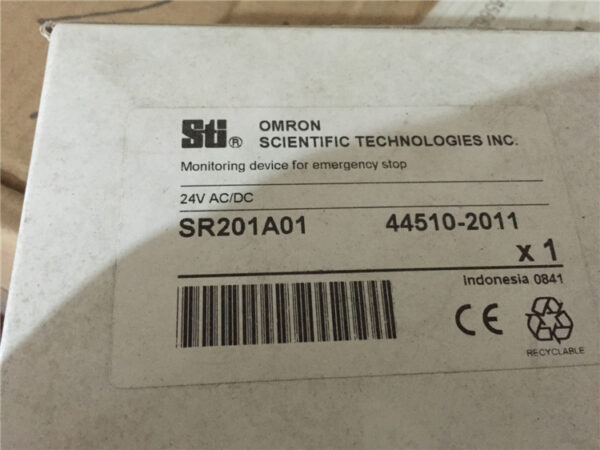 Sti® OMRON
SCIENTIFIC TECHNOLOGIES INC.
Monitoring device for emergency stop
24V AC/DC
SR201A01 44510-2011
x 1
Indonesia 0841
CE
RECYCLABLE